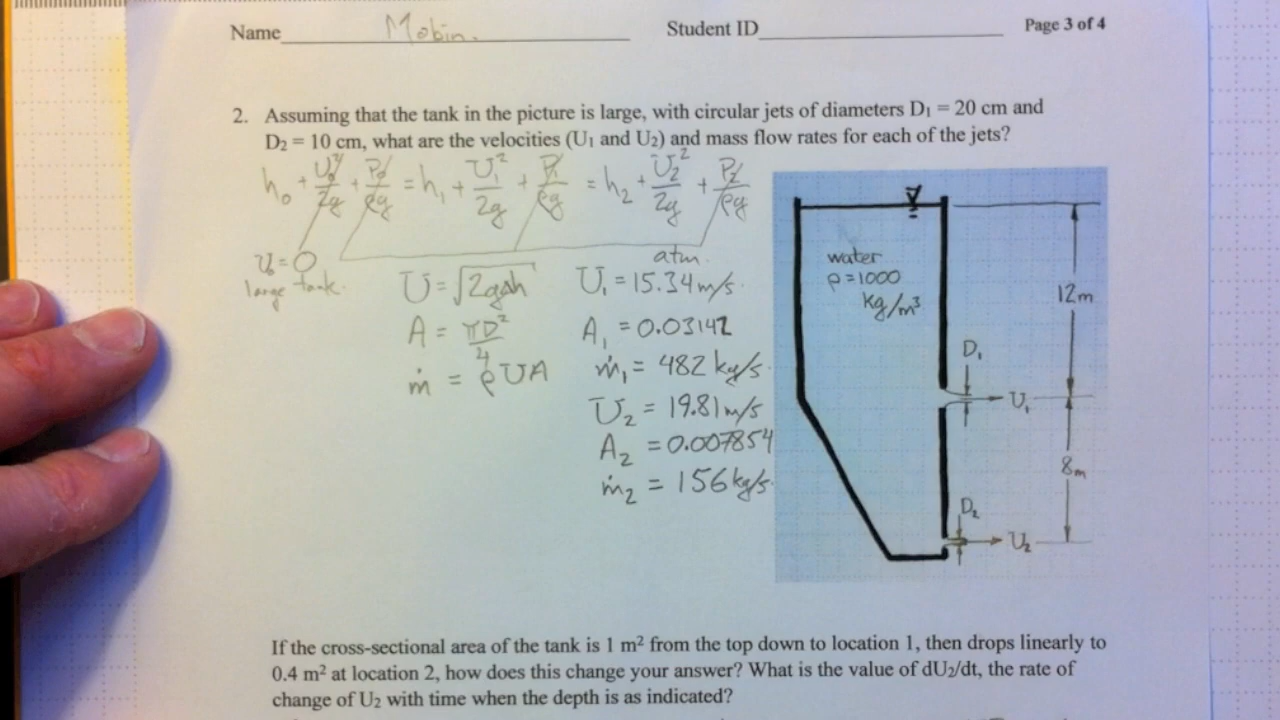 Name Mobin. Student ID Page 3 of 4
2. Assuming that the tank in the picture is large, with circular jets of diameters D₁ = 20 cm and
D₂ = 10 cm, what are the velocities (U₁ and U₂) and mass flow rates for each of the jets?
h₀ + U₀²/2g + P₀/ρg = h₁ + U₁²/2g + P₁/ρg = h₂ + U₂²/2g + P₂/ρg
atm.
U₀ = 0
large tank.
U = √2gΔh
A = πD²/4
ṁ = ρUA
U₁ = 15.34 m/s.
A₁ = 0.03142
ṁ₁ = 482 kg/s.
U₂ = 19.81 m/s
A₂ = 0.007854
ṁ₂ = 156 kg/s.
water
ρ = 1000
kg/m³
12m
D₁
U₁
8m
D₂
U₂
If the cross-sectional area of the tank is 1 m² from the top down to location 1, then drops linearly to
0.4 m² at location 2, how does this change your answer? What is the value of dU₂/dt, the rate of
change of U₂ with time when the depth is as indicated?